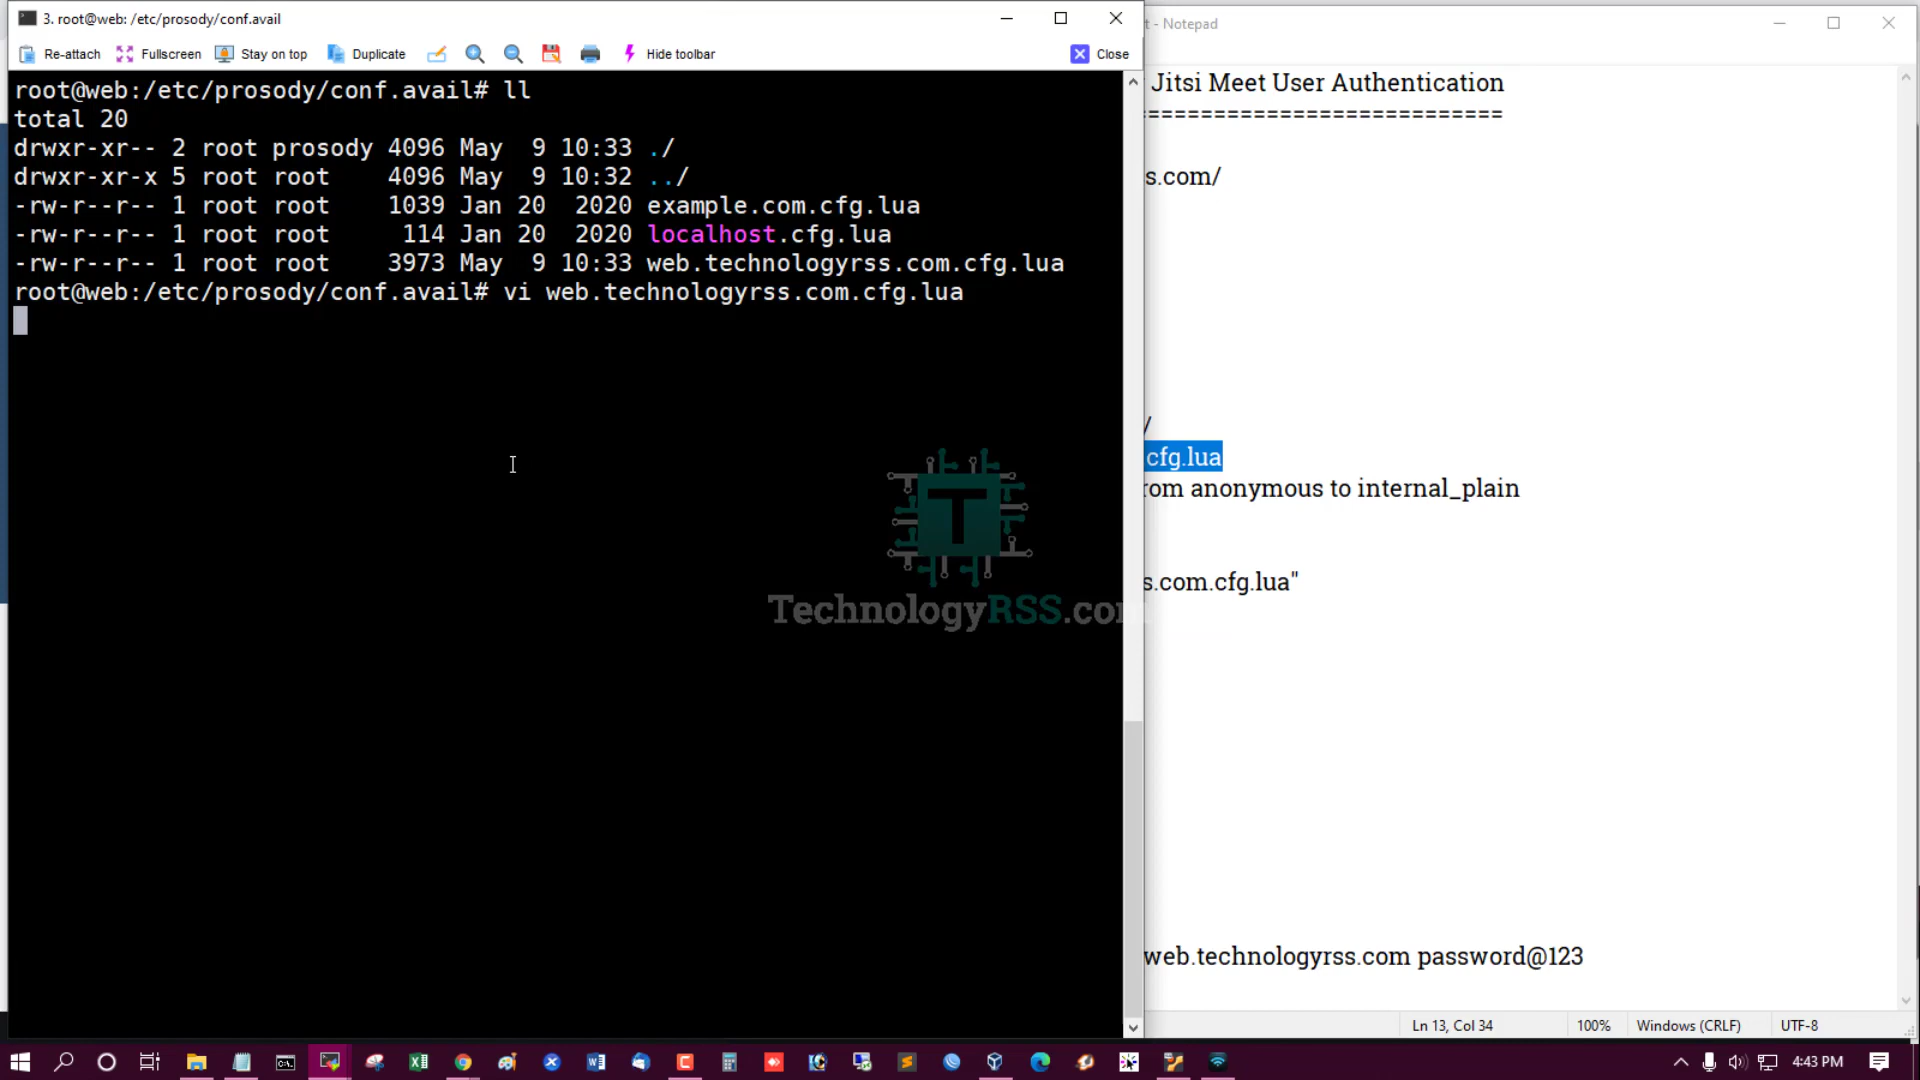 3. root@web: /etc/prosody/conf.avail
Re-attach Fullscreen Stay on top Duplicate Hide toolbar Close
root@web:/etc/prosody/conf.avail# ll
total 20
drwxr-xr-- 2 root prosody 4096 May  9 10:33 ./
drwxr-xr-x 5 root root    4096 May  9 10:32 ../
-rw-r--r-- 1 root root    1039 Jan 20  2020 example.com.cfg.lua
-rw-r--r-- 1 root root     114 Jan 20  2020 localhost.cfg.lua
-rw-r--r-- 1 root root    3973 May  9 10:33 web.technologyrss.com.cfg.lua
root@web:/etc/prosody/conf.avail# vi web.technologyrss.com.cfg.lua
T
TechnologyRSS.com
t - Notepad
Jitsi Meet User Authentication
==========================
s.com/
/
cfg.lua
rom anonymous to internal_plain
s.com.cfg.lua"
web.technologyrss.com password@123
Ln 13, Col 34 100% Windows (CRLF) UTF-8
4:43 PM